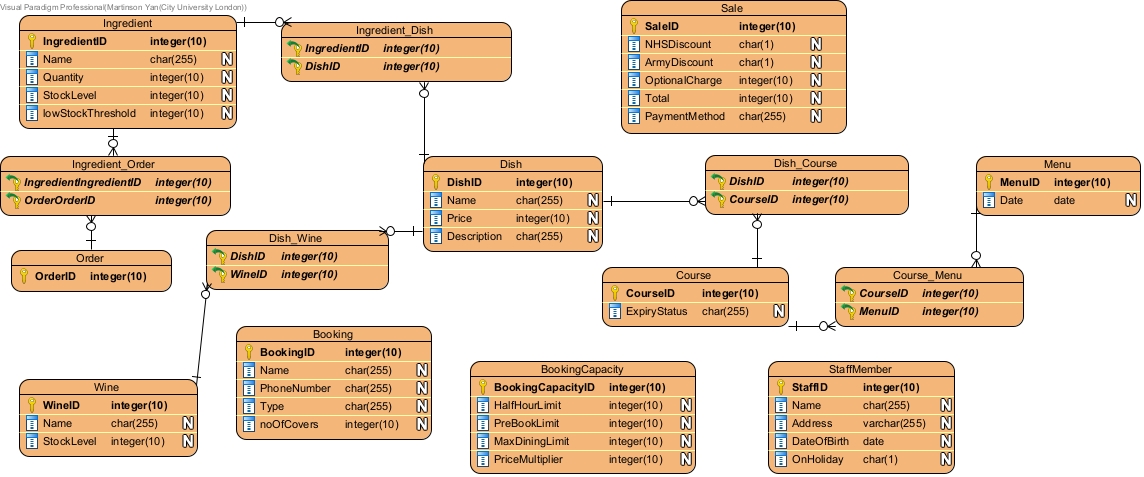 Visual Paradigm Professional(Martinson Yan(City University London))
Ingredient
IngredientID integer(10)
Name char(255) N
Quantity integer(10) N
StockLevel integer(10) N
lowStockThreshold integer(10) N
Ingredient_Dish
IngredientID integer(10)
DishID integer(10)
Sale
SaleID integer(10)
NHSDiscount char(1) N
ArmyDiscount char(1) N
OptionalCharge integer(10) N
Total integer(10) N
PaymentMethod char(255) N
Ingredient_Order
IngredientIngredientID integer(10)
OrderOrderID integer(10)
Dish
DishID integer(10)
Name char(255) N
Price integer(10) N
Description char(255) N
Dish_Course
DishID integer(10)
CourseID integer(10)
Menu
MenuID integer(10)
Date date N
Order
OrderID integer(10)
Dish_Wine
DishID integer(10)
WineID integer(10)
Course
CourseID integer(10)
ExpiryStatus char(255) N
Course_Menu
CourseID integer(10)
MenuID integer(10)
Wine
WineID integer(10)
Name char(255) N
StockLevel integer(10) N
Booking
BookingID integer(10)
Name char(255) N
PhoneNumber char(255) N
Type char(255) N
noOfCovers integer(10) N
BookingCapacity
BookingCapacityID integer(10)
HalfHourLimit integer(10) N
PreBookLimit integer(10) N
MaxDiningLimit integer(10) N
PriceMultiplier integer(10) N
StaffMember
StaffID integer(10)
Name char(255) N
Address varchar(255) N
DateOfBirth date N
OnHoliday char(1) N